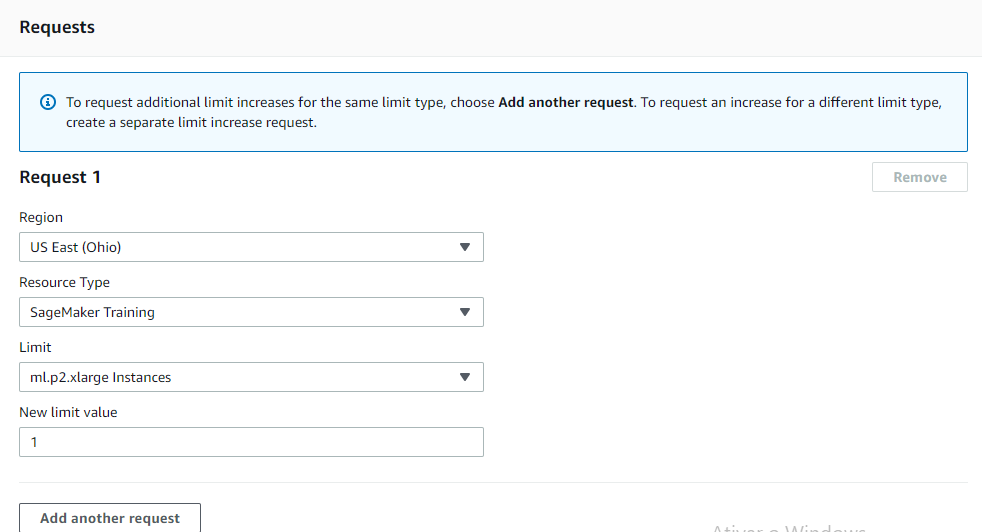 Requests
To request additional limit increases for the same limit type, choose Add another request. To request an increase for a different limit type,
create a separate limit increase request.
Request 1
Remove
Region
US East (Ohio)
Resource Type
SageMaker Training
Limit
ml.p2.xlarge Instances
New limit value
1
Add another request
Ativar o Windows